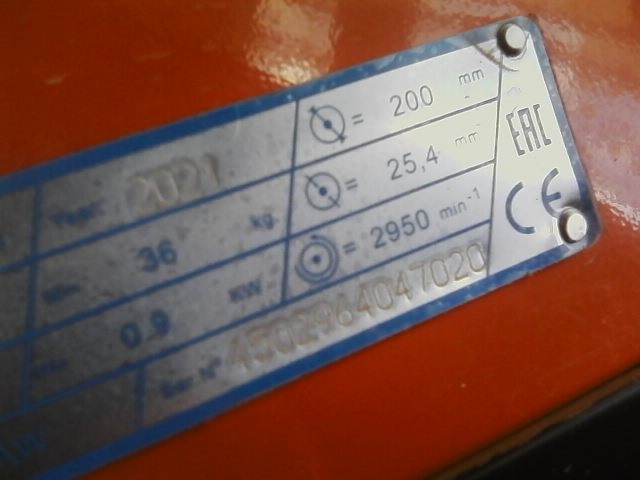 Year 2021
= 200 mm
36 kg
= 25,4 mm
0.9 KW
= 2950 min-1
Ser. N° 4502964047020
EAC
CE